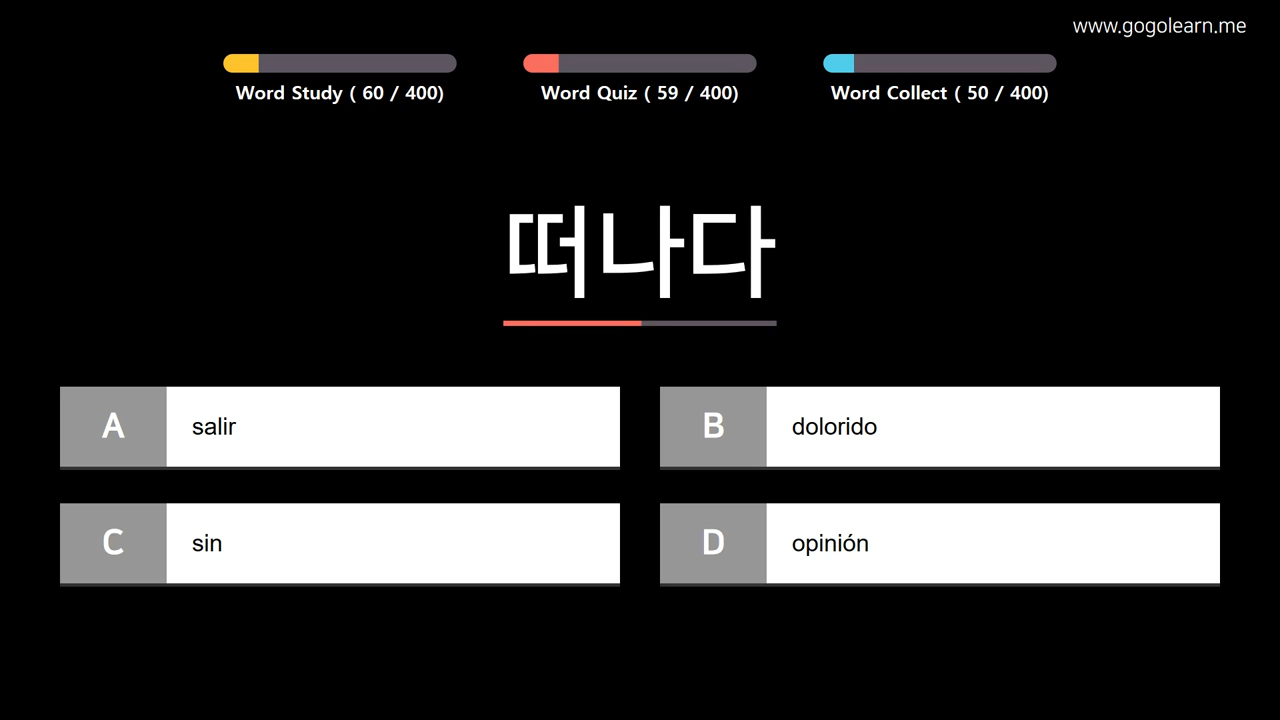 www.gogolearn.me
Word Study ( 60 / 400)
Word Quiz ( 59 / 400)
Word Collect ( 50 / 400)
떠나다
A salir
B dolorido
C sin
D opinión